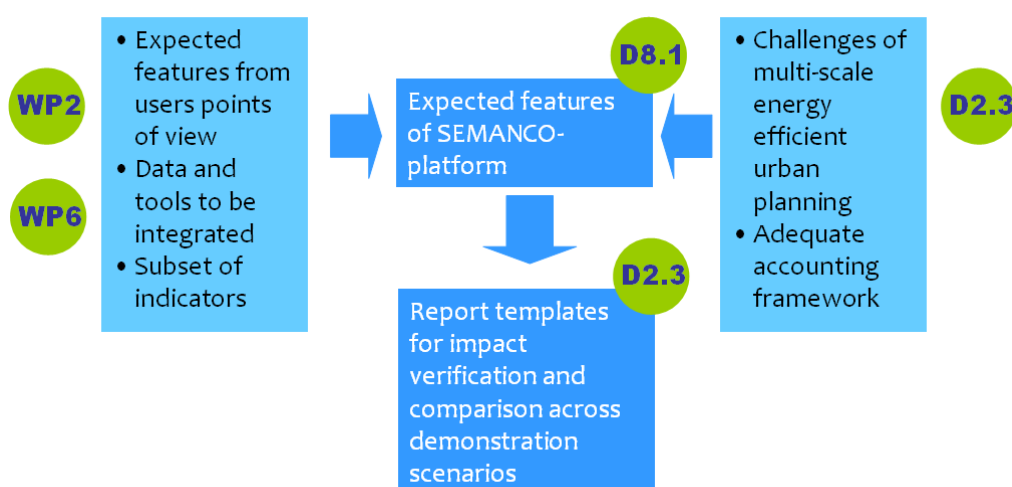 WP2
WP6
• Expected
features from
users points
of view
• Data and
tools to be
integrated
• Subset of
indicators
D8.1
Expected features
of SEMANCO-
platform
D2.3
Report templates
for impact
verification and
comparison across
demonstration
scenarios
• Challenges of
multi-scale
energy
efficient
urban
planning
• Adequate
accounting
framework
D2.3